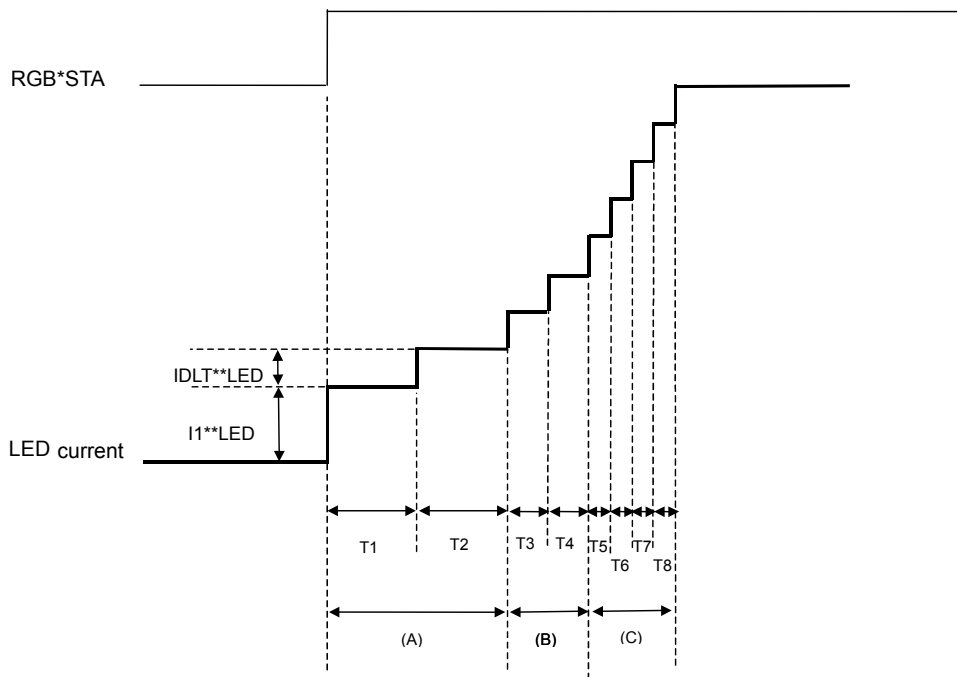 RGB*STA
IDLT**LED
I1**LED
LED current
T1
T2
T3
T4
T5
T6
T7
T8
(A)
(B)
(C)